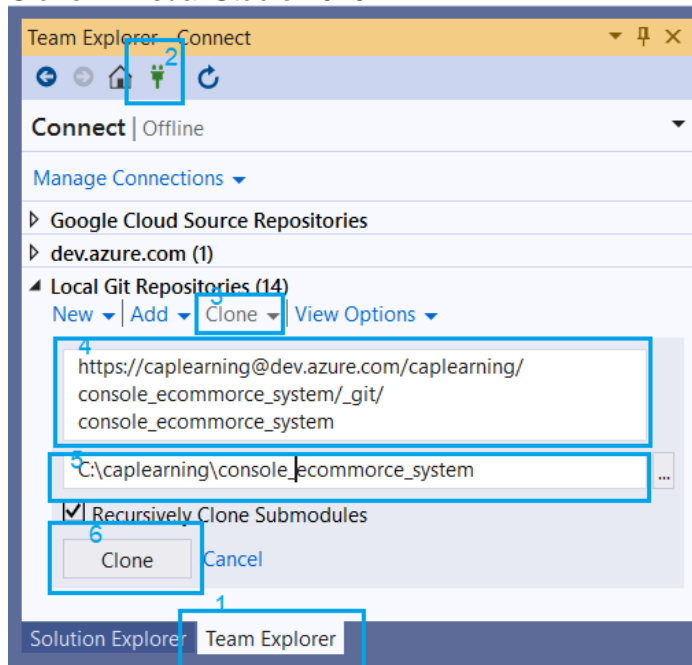 Team Explorer - Connect
2
Connect | Offline
Manage Connections
Google Cloud Source Repositories
dev.azure.com (1)
Local Git Repositories (14)
3
New Add Clone View Options
4
https://caplearning@dev.azure.com/caplearning/
console_ecommorce_system/_git/
console_ecommorce_system
5
C:\caplearning\console_ecommorce_system
...
Recursively Clone Submodules
6
Clone Cancel
1
Solution Explorer Team Explorer